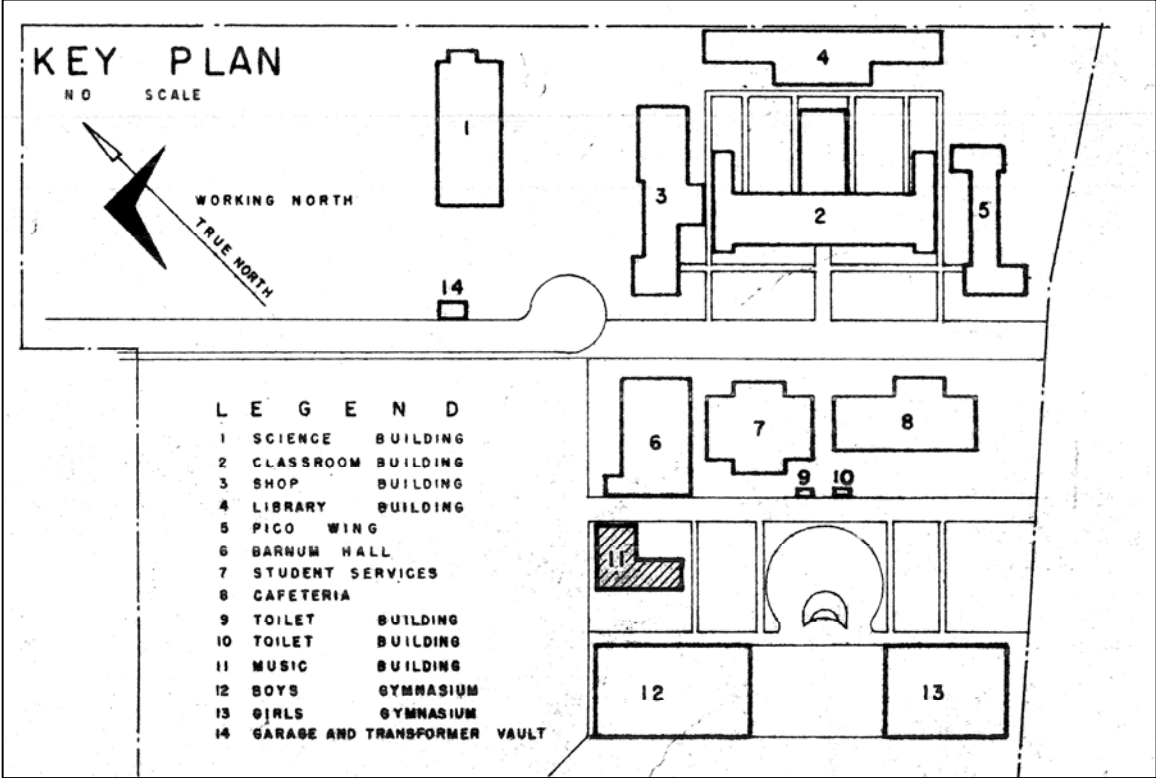 KEY PLAN
NO SCALE
WORKING NORTH
TRUE NORTH
1
2
3
4
5
14
6
7
8
9
10
11
12
13
LEGEND
1 SCIENCE BUILDING
2 CLASSROOM BUILDING
3 SHOP BUILDING
4 LIBRARY BUILDING
5 PICO WING
6 BARNUM HALL
7 STUDENT SERVICES
8 CAFETERIA
9 TOILET BUILDING
10 TOILET BUILDING
11 MUSIC BUILDING
12 BOYS GYMNASIUM
13 GIRLS GYMNASIUM
14 GARAGE AND TRANSFORMER VAULT